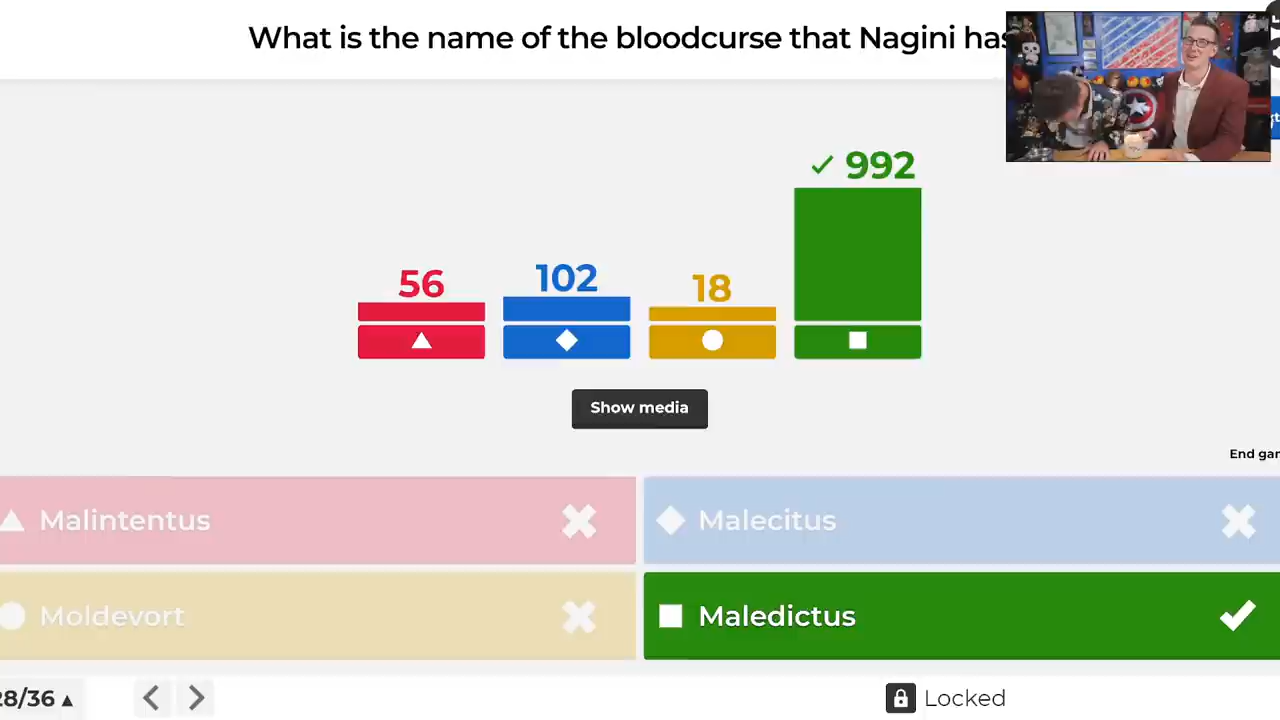 What is the name of the bloodcurse that Nagini has
992
56
102
18
Show media
End gam
Malintentus
Malecitus
Moldevort
Maledictus
28/36
Locked